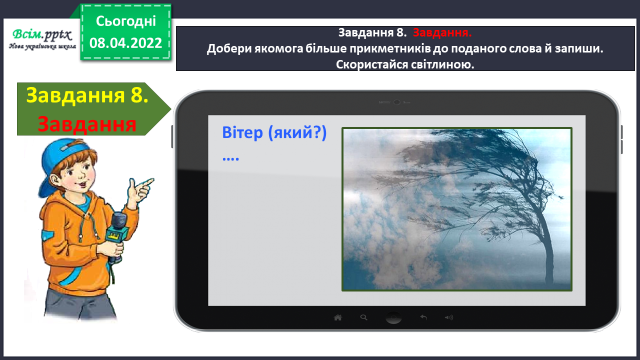 Всім.pptx
Нова українська школа
Сьогодні
08.04.2022
Завдання 8. Завдання.
Добери якомога більше прикметників до поданого слова й запиши.
Скористайся світлиною.
Завдання 8.
Завдання
Вітер (який?)
....